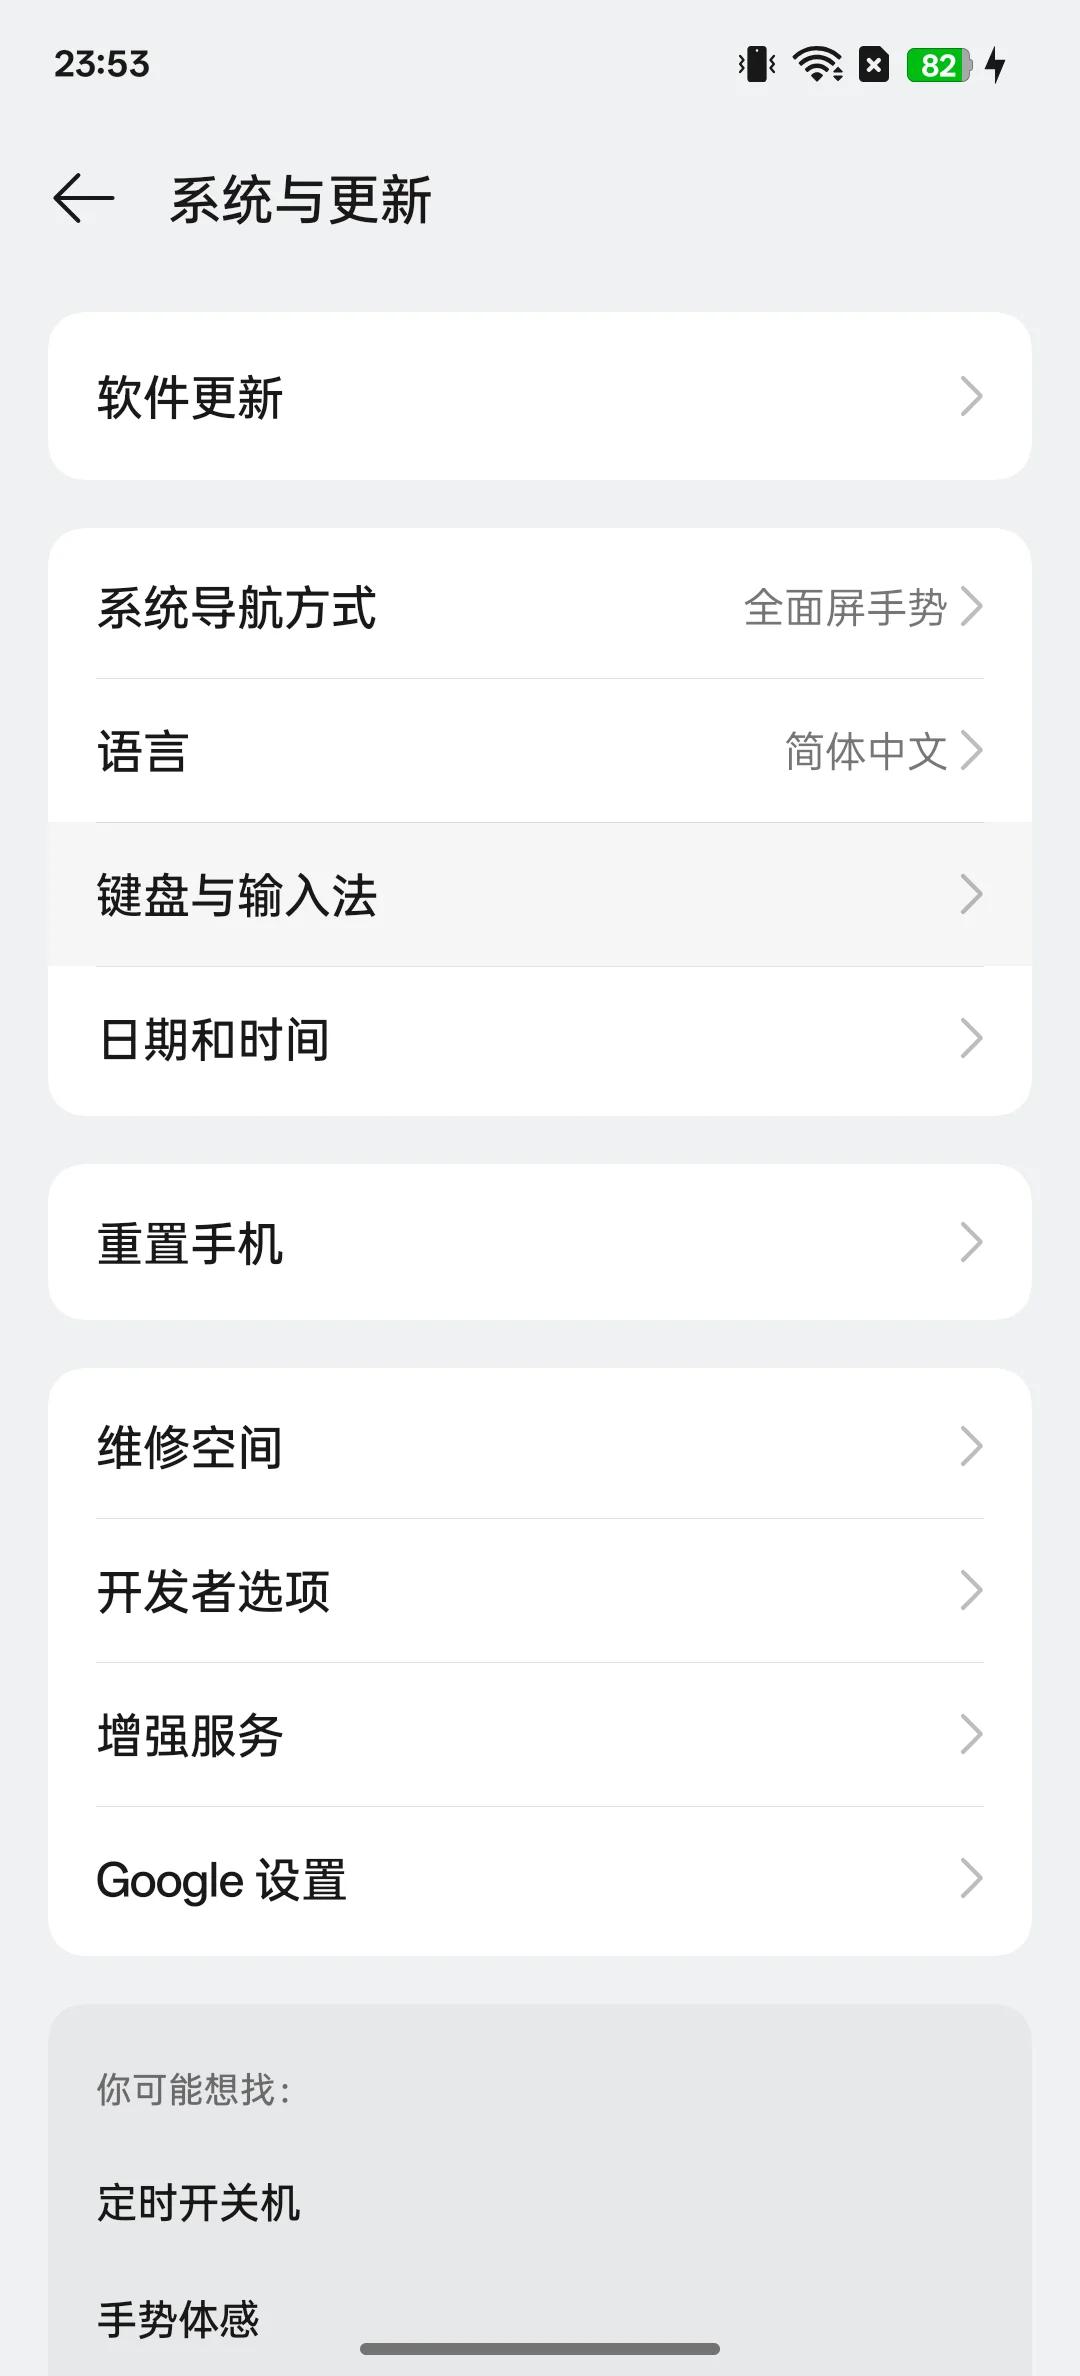 23:53
82
系统与更新
软件更新
系统导航方式 全面屏手势
语言 简体中文
键盘与输入法
日期和时间
重置手机
维修空间
开发者选项
增强服务
Google 设置
你可能想找：
定时开关机
手势体感